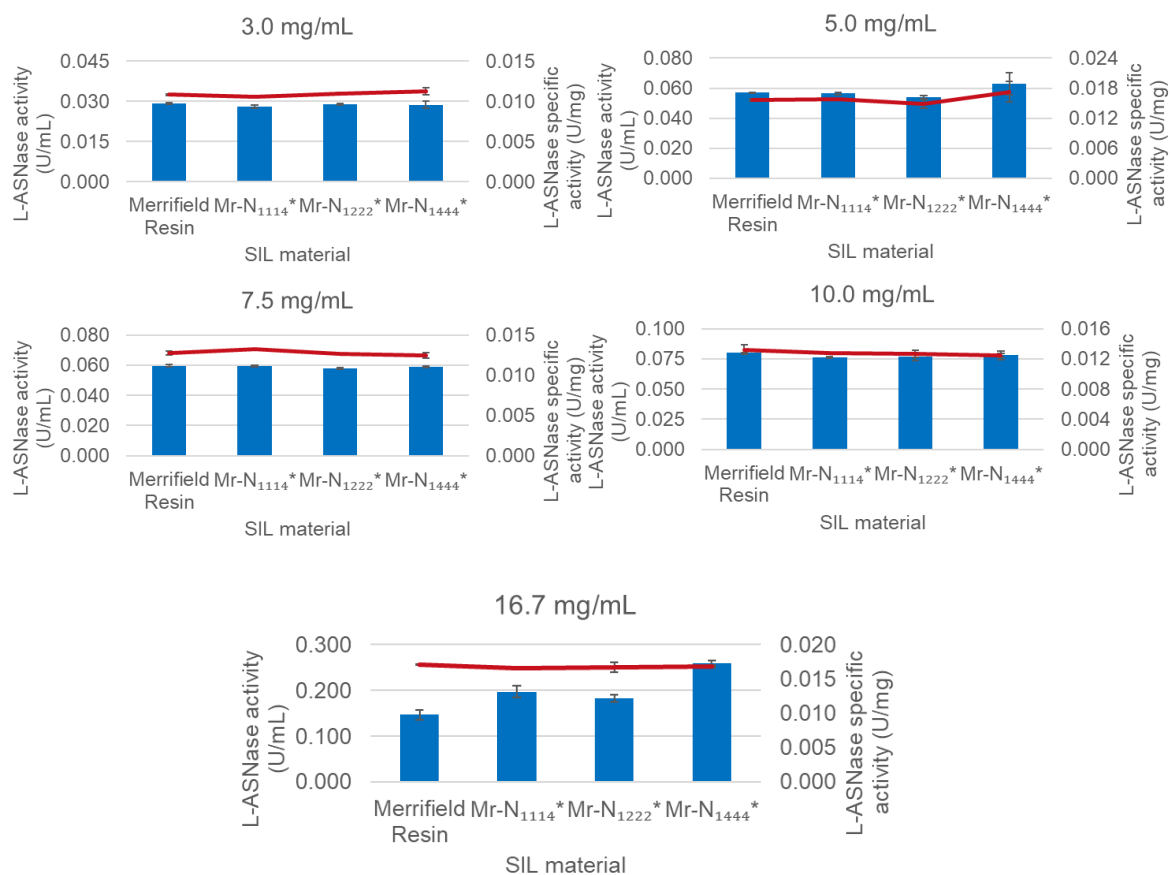 3.0 mg/mL
L-ASNase activity
(U/mL)
0.045
0.030
0.015
0.000
0.015
0.010
0.005
0.000
L-ASNase specific
activity (U/mg)
Merrifield
Resin
Mr-N₁₁₁₄*
Mr-N₁₂₂₂*
Mr-N₁₄₄₄*
SIL material
5.0 mg/mL
L-ASNase activity
(U/mL)
0.080
0.060
0.040
0.020
0.000
0.024
0.018
0.012
0.006
0.000
L-ASNase specific
activity (U/mg)
Merrifield
Resin
Mr-N₁₁₁₄*
Mr-N₁₂₂₂*
Mr-N₁₄₄₄*
SIL material
7.5 mg/mL
L-ASNase activity
(U/mL)
0.080
0.060
0.040
0.020
0.000
0.015
0.010
0.005
0.000
L-ASNase specific
activity (U/mg)
Merrifield
Resin
Mr-N₁₁₁₄*
Mr-N₁₂₂₂*
Mr-N₁₄₄₄*
SIL material
10.0 mg/mL
L-ASNase activity
(U/mL)
0.100
0.075
0.050
0.025
0.000
0.016
0.012
0.008
0.004
0.000
L-ASNase specific
activity (U/mg)
Merrifield
Resin
Mr-N₁₁₁₄*
Mr-N₁₂₂₂*
Mr-N₁₄₄₄*
SIL material
16.7 mg/mL
L-ASNase activity
(U/mL)
0.300
0.200
0.100
0.000
0.020
0.015
0.010
0.005
0.000
L-ASNase specific
activity (U/mg)
Merrifield
Resin
Mr-N₁₁₁₄*
Mr-N₁₂₂₂*
Mr-N₁₄₄₄*
SIL material